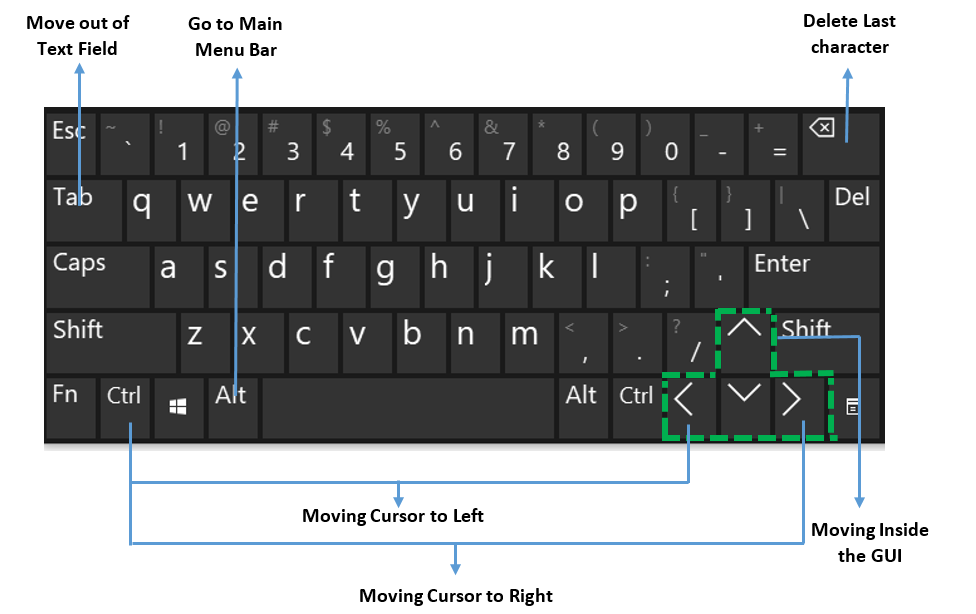 Move out of
Text Field
Go to Main
Menu Bar
Delete Last
character
Esc ~ ` ! 1 @ 2 # 3 $ 4 % 5 ^ 6 & 7 * 8 ( 9 ) 0 _ - + =
Tab q w e r t y u i o p { [ } ] | \ Del
Caps a s d f g h j k l : ; " ' Enter
Shift z x c v b n m < , > . ? / Shift
Fn Ctrl Alt Alt Ctrl
Moving Cursor to Left
Moving Inside
the GUI
Moving Cursor to Right